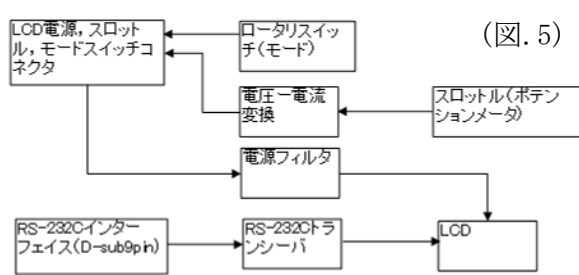 LCD電源，スロット
ル，モードスイッチコ
ネクタ
ロータリスイッ
チ(モード)
(図.5)
電圧ー電流
変換
スロットル(ポテン
ションメータ)
電源フィルタ
RS-232Cインター
フェイス(D-sub9pin)
RS-232Cトラ
ンシーバ
LCD